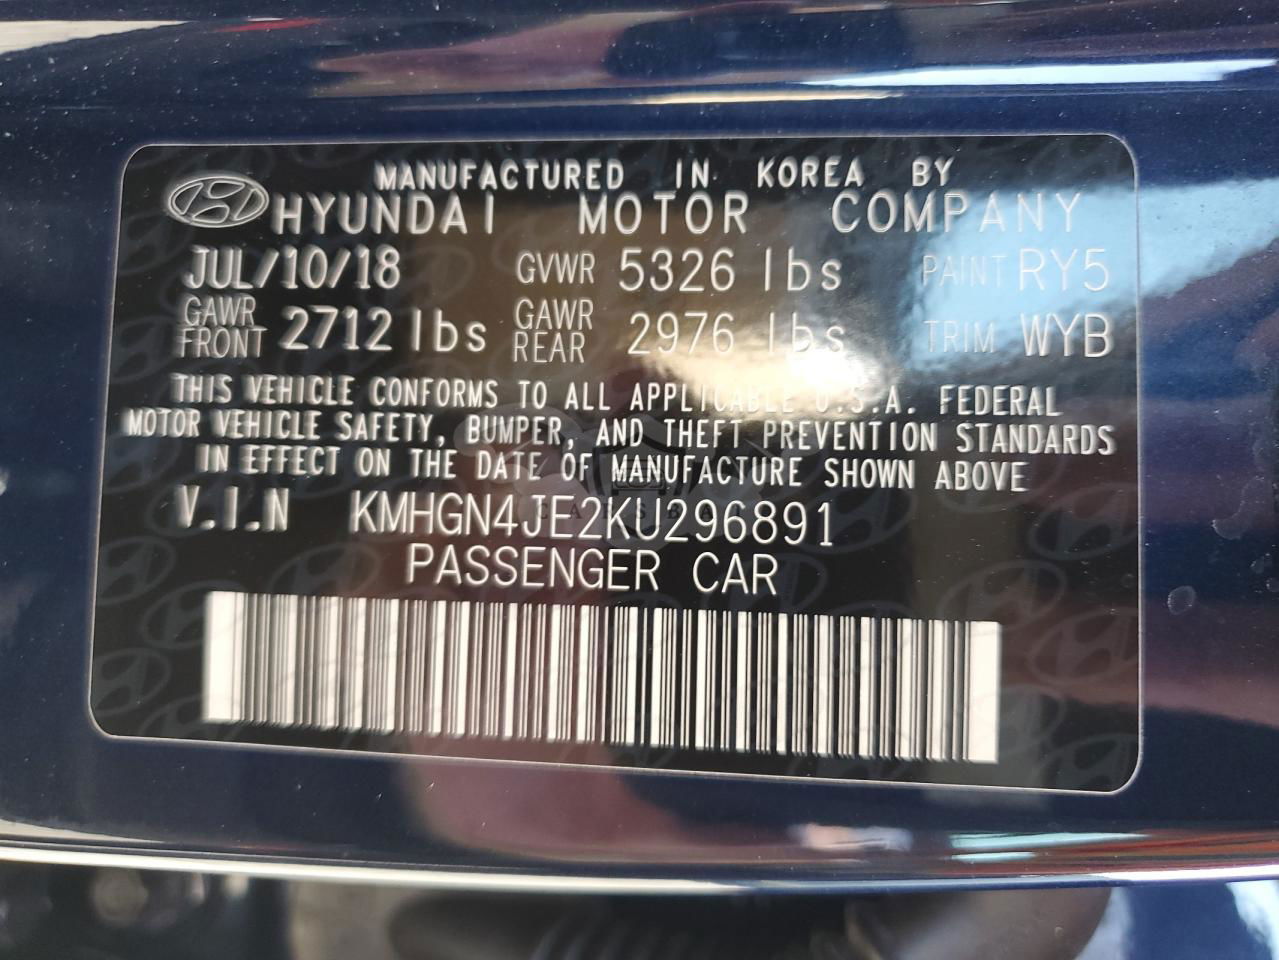 MANUFACTURED IN KOREA BY
HYUNDAI MOTOR COMPANY
JUL/10/18 GVWR 5326 lbs PAINT RY5
GAWR FRONT 2712 lbs GAWR REAR 2976 lbs TRIM WYB
THIS VEHICLE CONFORMS TO ALL APPLICABLE U.S.A. FEDERAL
MOTOR VEHICLE SAFETY, BUMPER, AND THEFT PREVENTION STANDARDS
IN EFFECT ON THE DATE OF MANUFACTURE SHOWN ABOVE
V.I.N KMHGN4JE2KU296891
PASSENGER CAR